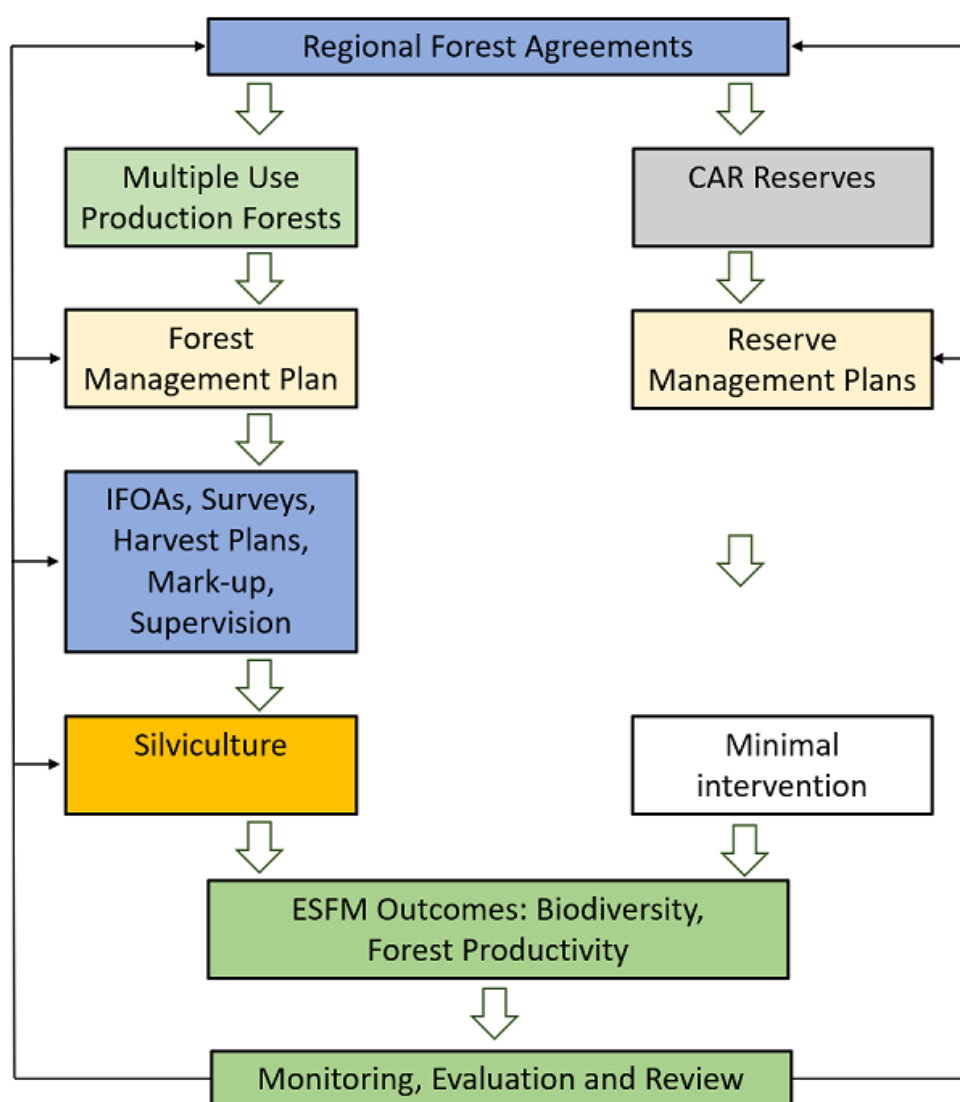 Regional Forest Agreements
Multiple Use
Production Forests
CAR Reserves
Forest
Management Plan
Reserve
Management Plans
IFOAs, Surveys,
Harvest Plans,
Mark-up,
Supervision
Silviculture
Minimal
intervention
ESFM Outcomes: Biodiversity,
Forest Productivity
Monitoring, Evaluation and Review